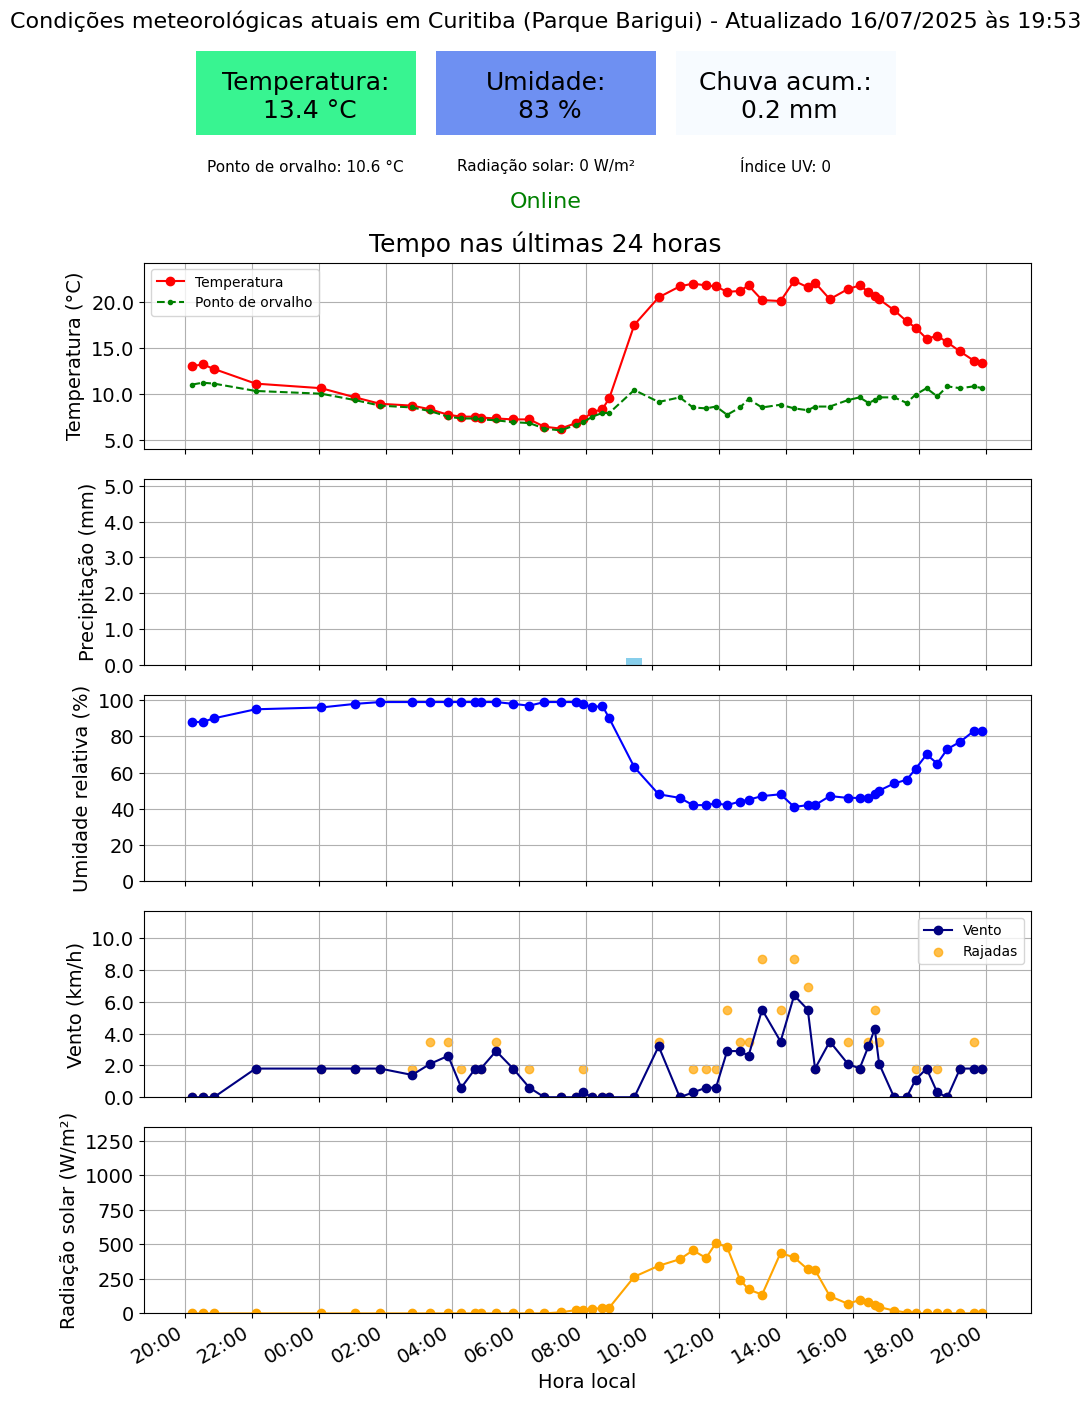 Condições meteorológicas atuais em Curitiba (Parque Barigui) - Atualizado 16/07/2025 às 19:53
Temperatura:
13.4 °C
Umidade:
83 %
Chuva acum.:
0.2 mm
Ponto de orvalho: 10.6 °C
Radiação solar: 0 W/m²
Índice UV: 0
Online
Tempo nas últimas 24 horas
Temperatura (°C)
20.0
15.0
10.0
5.0
Temperatura
Ponto de orvalho
Precipitação (mm)
5.0
4.0
3.0
2.0
1.0
0.0
Umidade relativa (%)
100
80
60
40
20
0
Vento (km/h)
10.0
8.0
6.0
4.0
2.0
0.0
Vento
Rajadas
Radiação solar (W/m²)
1250
1000
750
500
250
0
20:00
22:00
00:00
02:00
04:00
06:00
08:00
10:00
12:00
14:00
16:00
18:00
20:00
Hora local